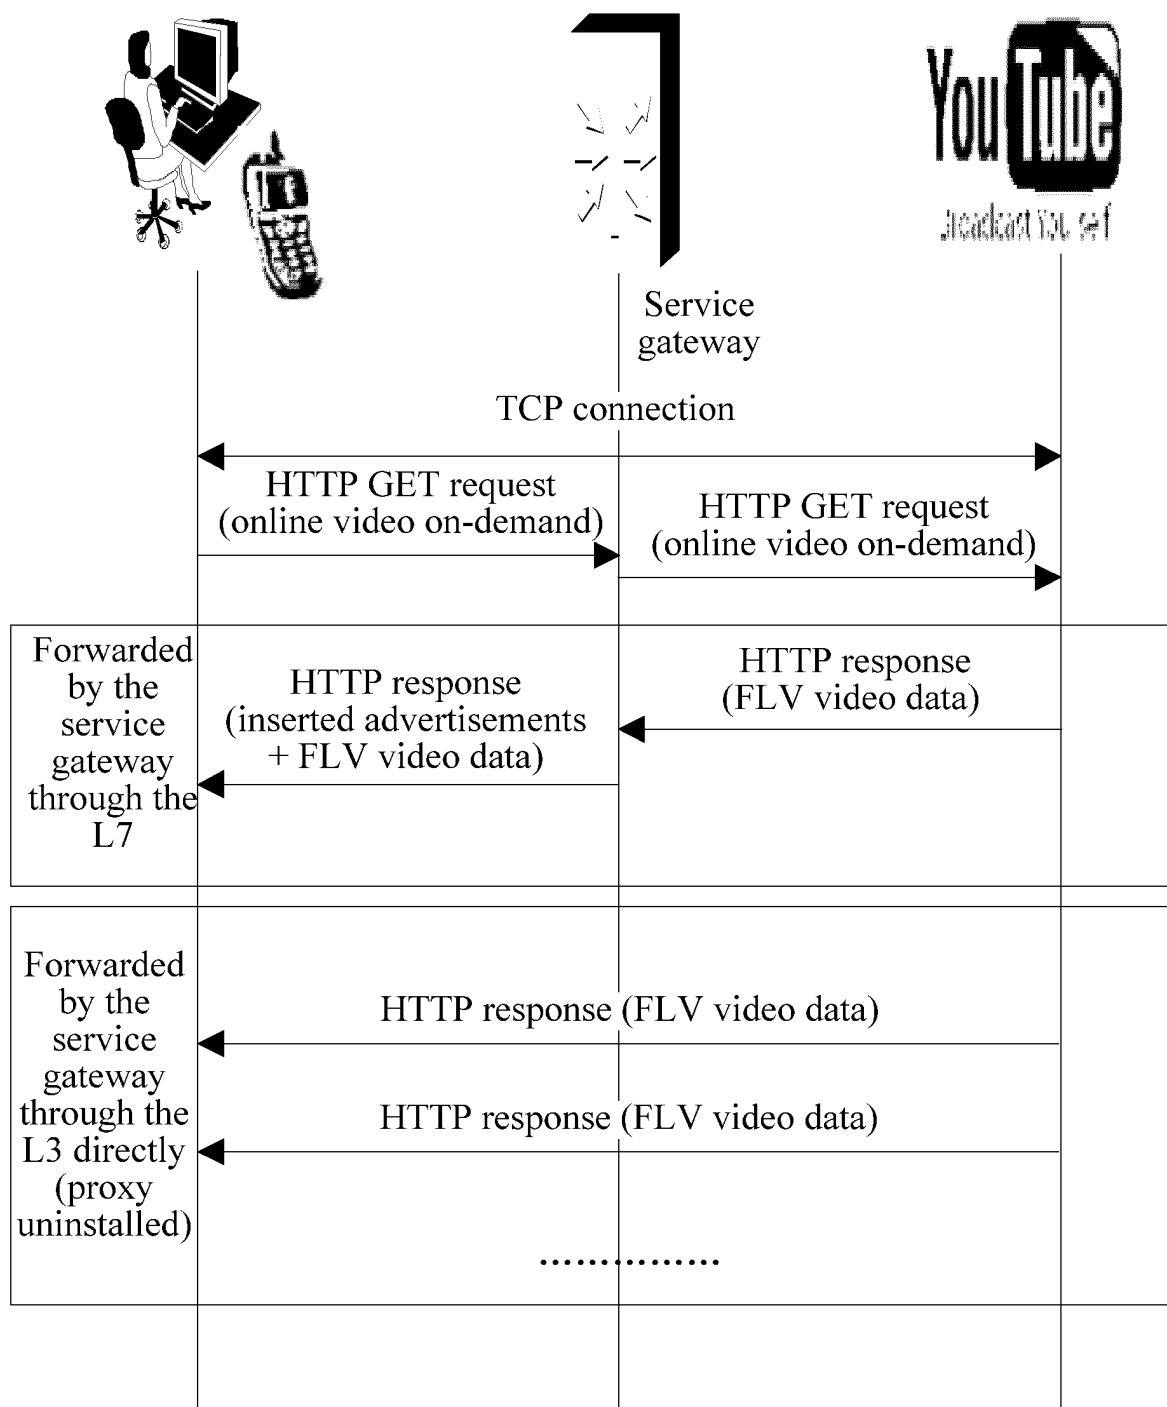 You Tube
Service
gateway
TCP connection
HTTP GET request
(online video on-demand)
HTTP GET request
(online video on-demand)
Forwarded
by the
service
gateway
through the
L7
HTTP response
(inserted advertisements
+ FLV video data)
HTTP response
(FLV video data)
Forwarded
by the
service
gateway
through the
L3 directly
(proxy
uninstalled)
HTTP response (FLV video data)
HTTP response (FLV video data)
...............